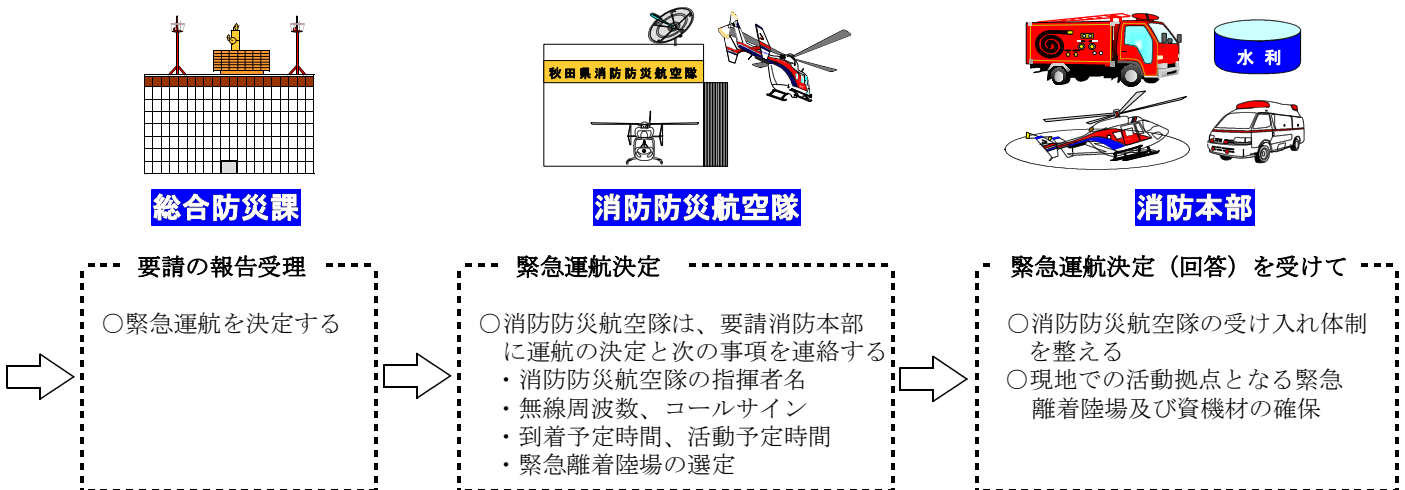 秋田県消防防災航空隊
水 利
総合防災課
消防防災航空隊
消防本部
要請の報告受理
○緊急運航を決定する
緊急運航決定
○消防防災航空隊は、要請消防本部
に運航の決定と次の事項を連絡する
・消防防災航空隊の指揮者名
・無線周波数、コールサイン
・到着予定時間、活動予定時間
・緊急離着陸場の選定
緊急運航決定（回答）を受けて
○消防防災航空隊の受け入れ体制
を整える
○現地での活動拠点となる緊急
離着陸場及び資機材の確保